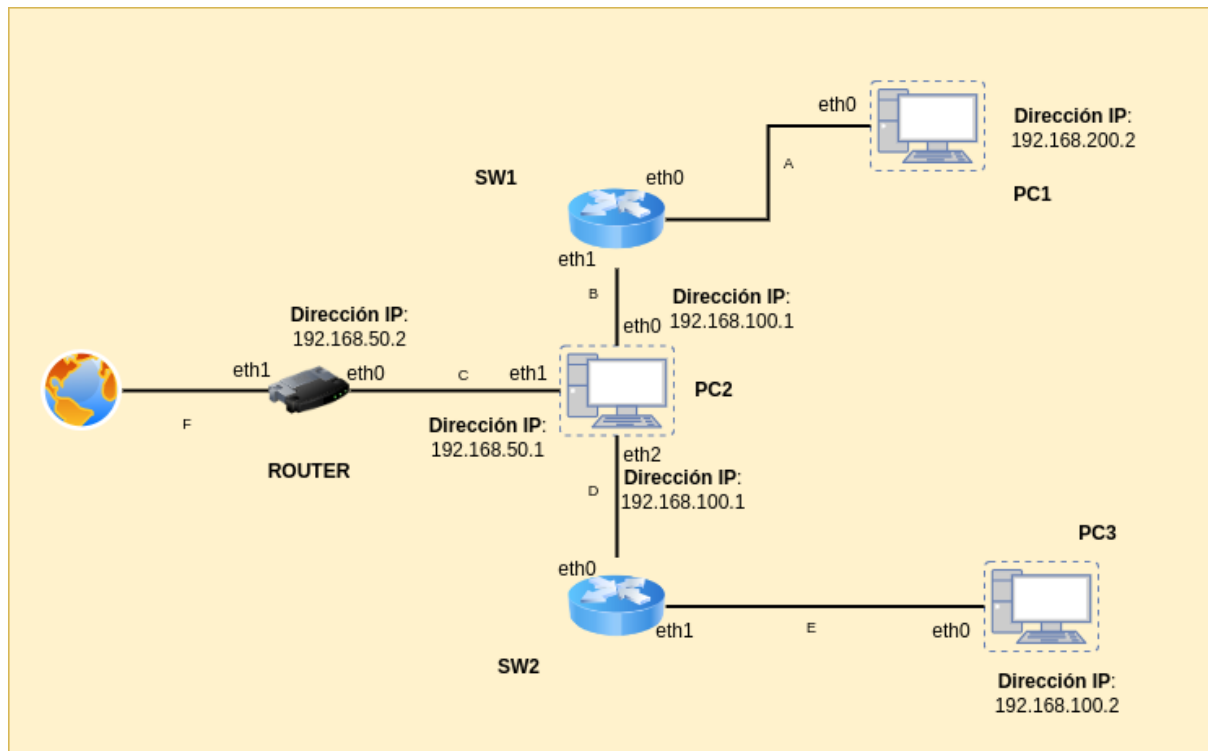 eth0
Dirección IP:
192.168.200.2
A
PC1
SW1
eth0
eth1
B
Dirección IP:
192.168.100.1
eth0
Dirección IP:
192.168.50.2
eth1
eth0
C
eth1
PC2
F
Dirección IP:
192.168.50.1
ROUTER
eth2
Dirección IP:
192.168.100.1
D
PC3
eth0
eth1
E
eth0
SW2
Dirección IP:
192.168.100.2